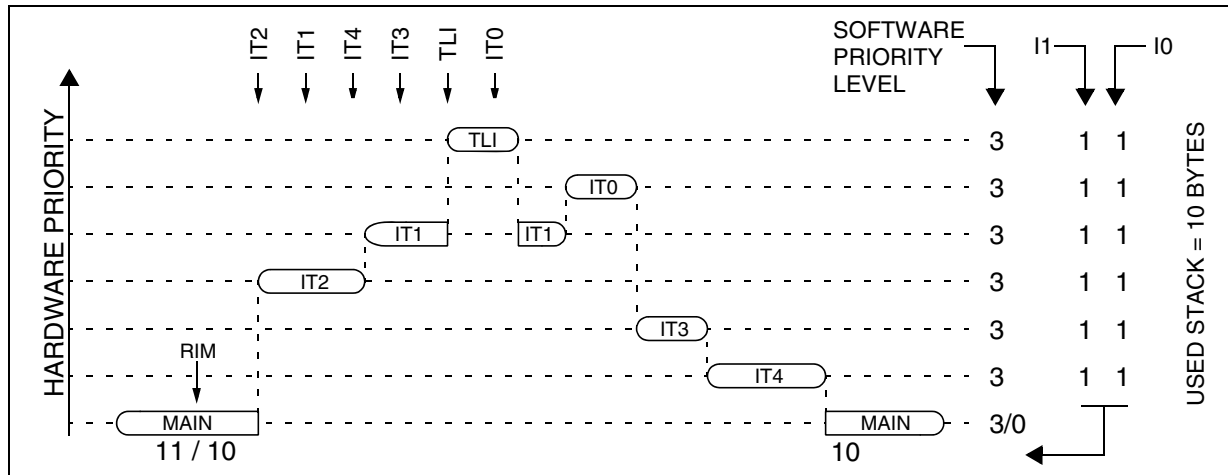 IT2
IT1
IT4
IT3
TLI
IT0
SOFTWARE
PRIORITY
LEVEL
I1
I0
HARDWARE PRIORITY
TLI
3
1 1
IT0
3
1 1
IT1
IT1
3
1 1
IT2
3
1 1
IT3
3
1 1
RIM
IT4
3
1 1
MAIN
MAIN
3/0
11 / 10
10
USED STACK = 10 BYTES